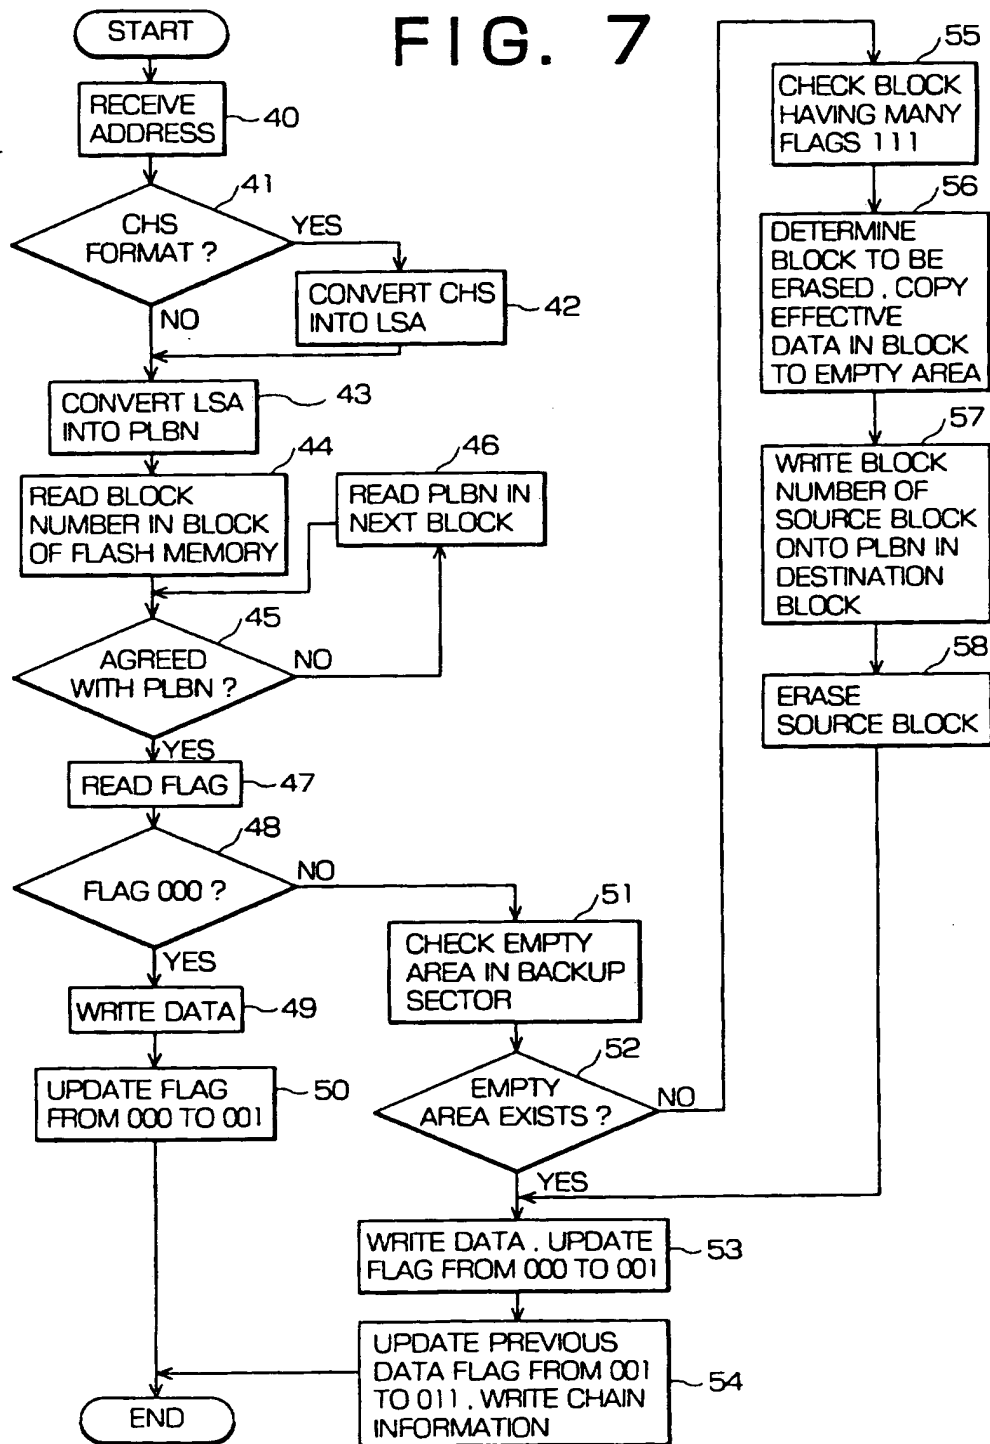 FIG. 7
START
RECEIVE
ADDRESS
40
41
CHS
FORMAT ?
YES
NO
CONVERT CHS
INTO LSA
42
CONVERT LSA
INTO PLBN
43
44
READ BLOCK
NUMBER IN BLOCK
OF FLASH MEMORY
46
READ PLBN IN
NEXT BLOCK
45
AGREED
WITH PLBN ?
NO
YES
READ FLAG
47
48
FLAG 000 ?
NO
YES
WRITE DATA
49
UPDATE FLAG
FROM 000 TO 001
50
51
CHECK EMPTY
AREA IN BACKUP
SECTOR
52
EMPTY
AREA EXISTS ?
NO
YES
WRITE DATA . UPDATE
FLAG FROM 000 TO 001
53
UPDATE PREVIOUS
DATA FLAG FROM 001
TO 011 . WRITE CHAIN
INFORMATION
54
END
55
CHECK BLOCK
HAVING MANY
FLAGS 111
56
DETERMINE
BLOCK TO BE
ERASED . COPY
EFFECTIVE
DATA IN BLOCK
TO EMPTY AREA
57
WRITE BLOCK
NUMBER OF
SOURCE BLOCK
ONTO PLBN IN
DESTINATION
BLOCK
58
ERASE
SOURCE BLOCK